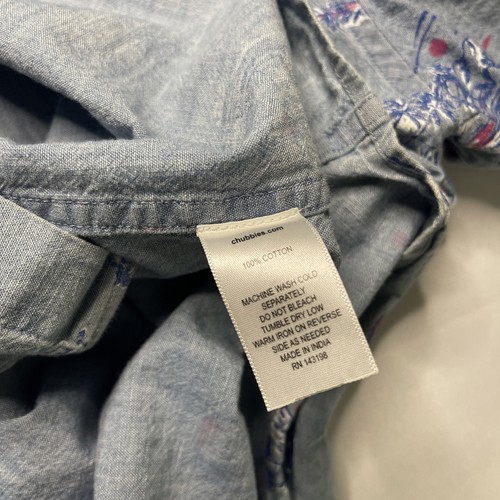 chubbies.com
100% COTTON
MACHINE WASH COLD
SEPARATELY
DO NOT BLEACH
TUMBLE DRY LOW
WARM IRON ON REVERSE
SIDE AS NEEDED
MADE IN INDIA
RN 143198